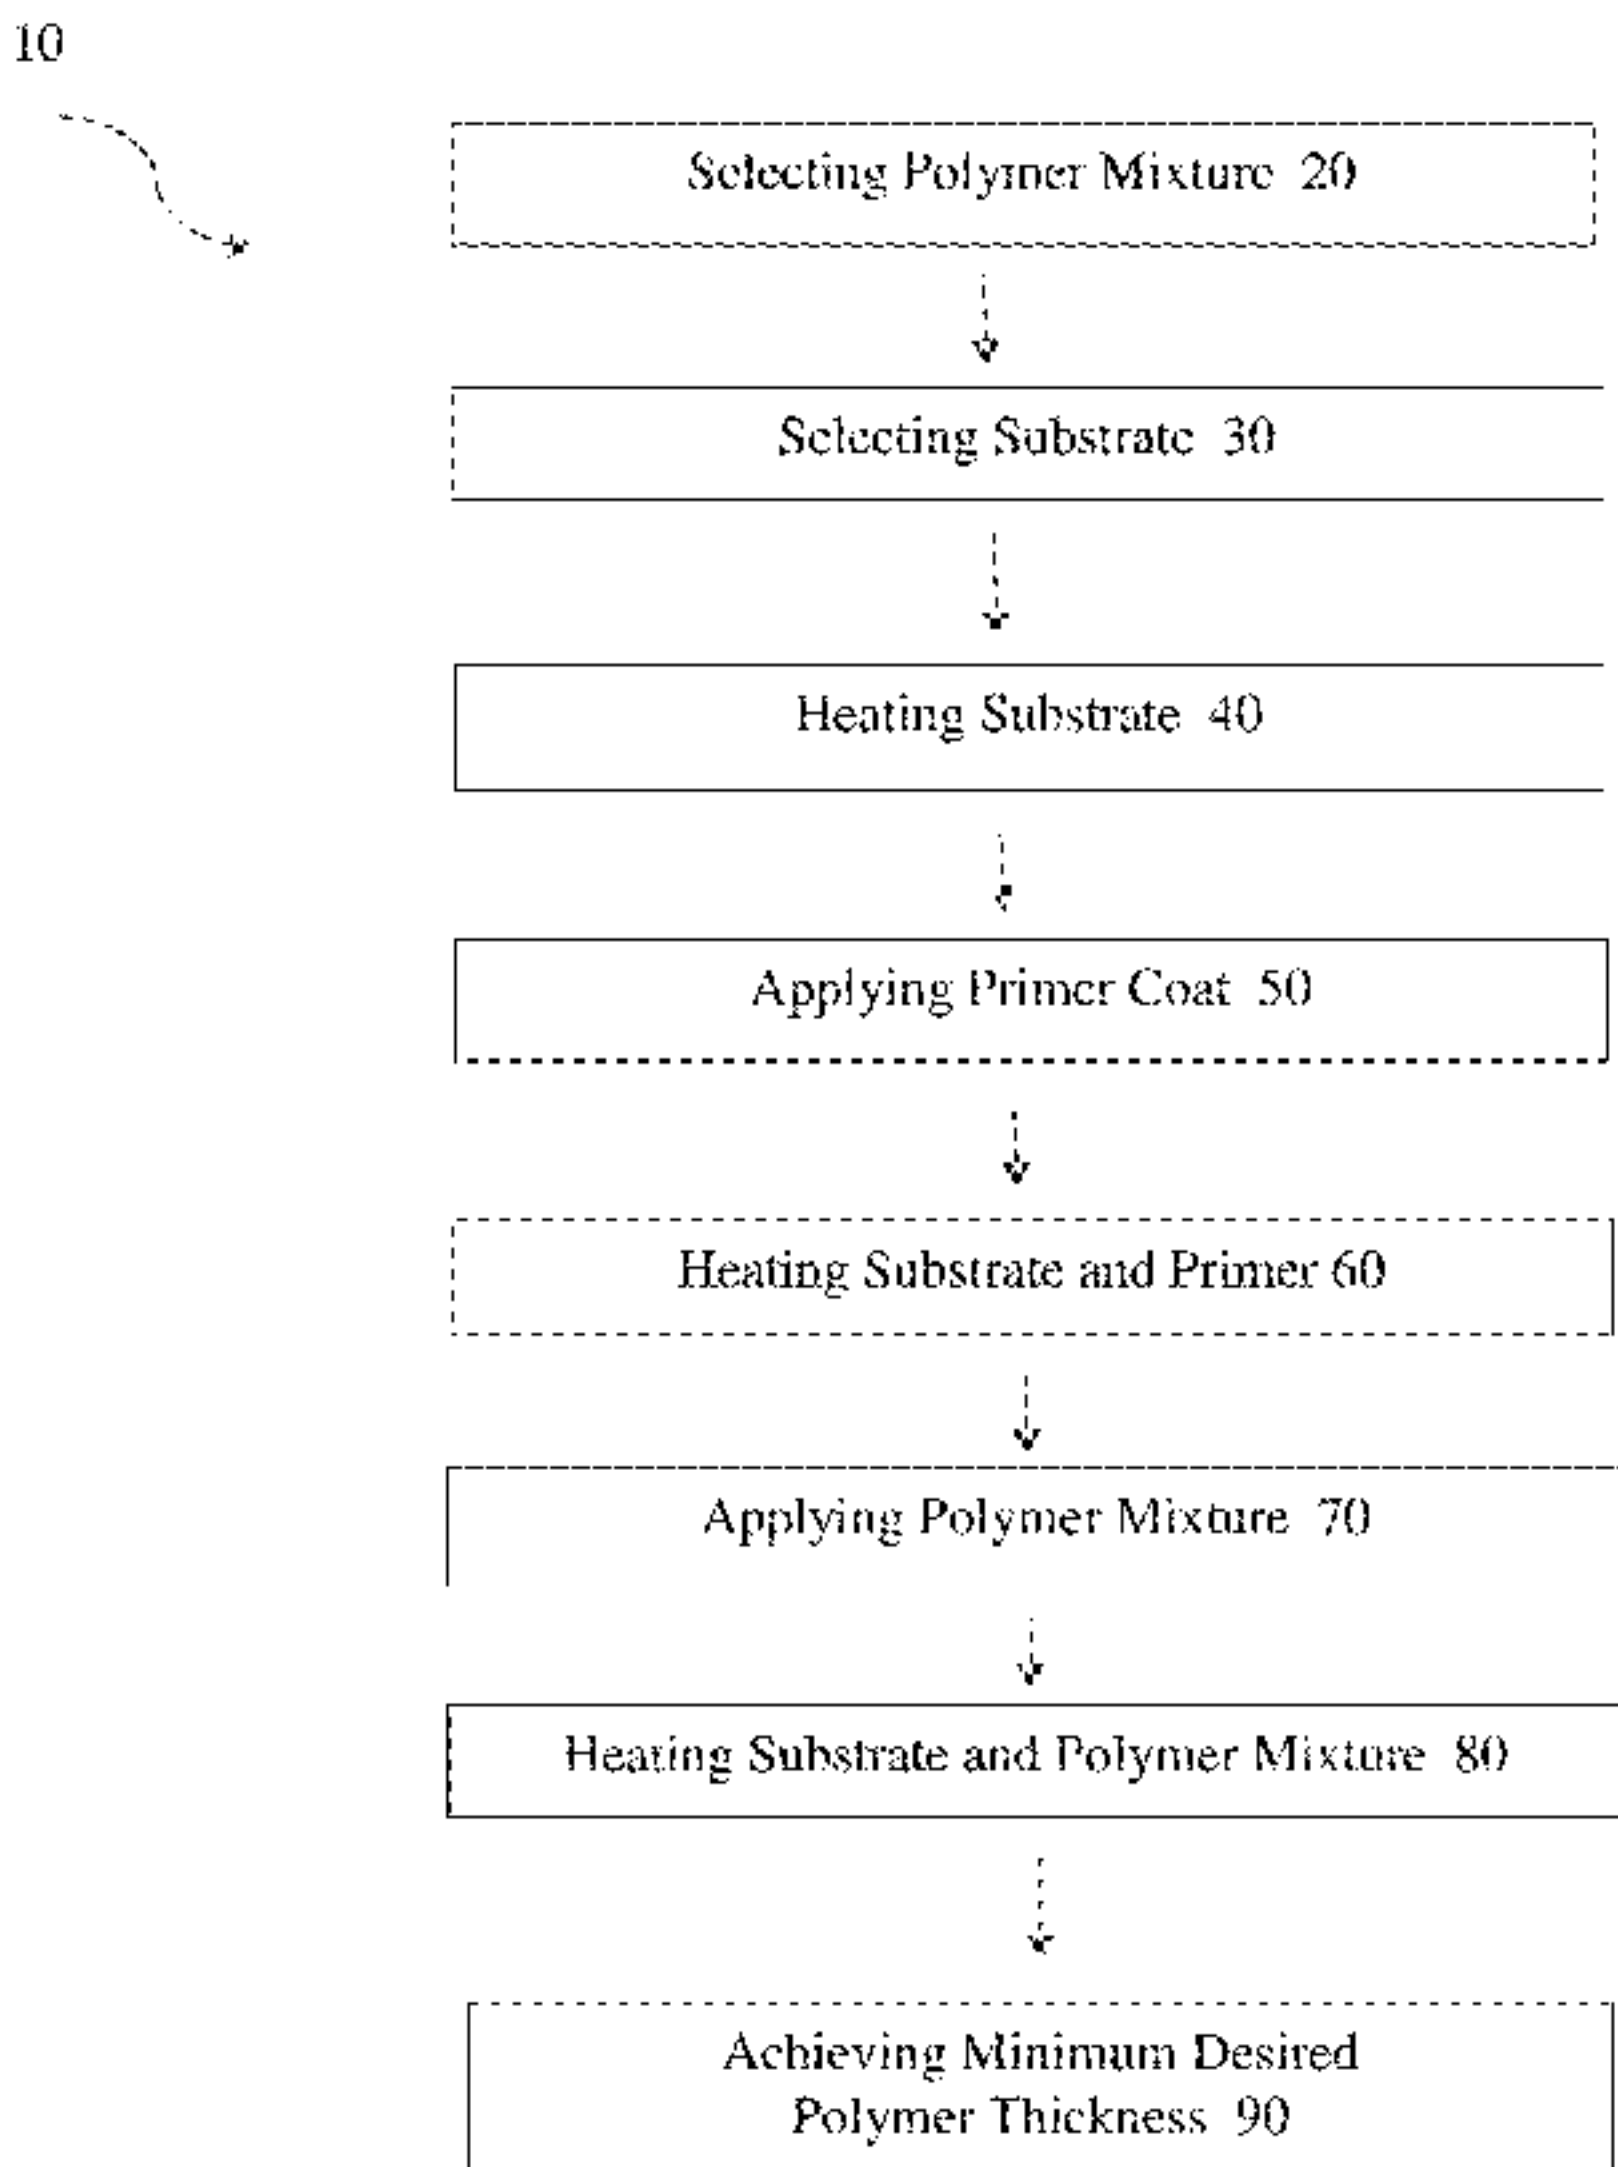 10
Selecting Polymer Mixture 20
Selecting Substrate 30
Heating Substrate 40
Applying Primer Coat 50
Heating Substrate and Primer 60
Applying Polymer Mixture 70
Heating Substrate and Polymer Mixture 80
Achieving Minimum Desired
Polymer Thickness 90